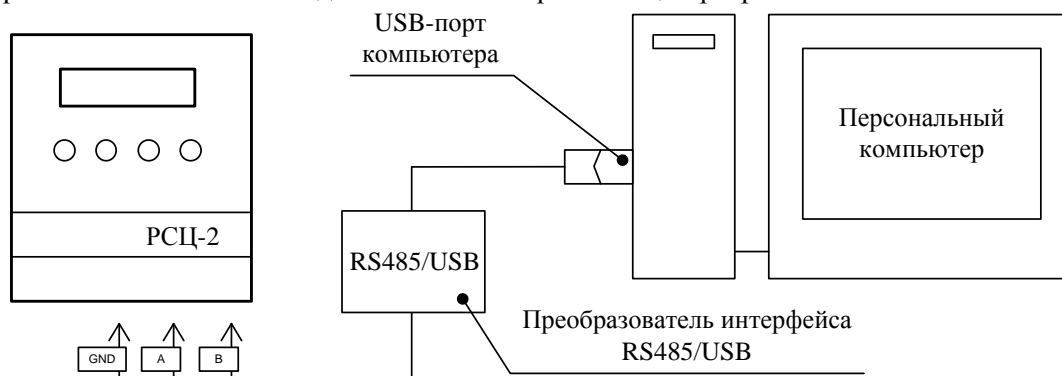 USB-порт
компьютера
Персональный
компьютер
РСЦ-2
RS485/USB
Преобразователь интерфейса
RS485/USB
GND
A
B